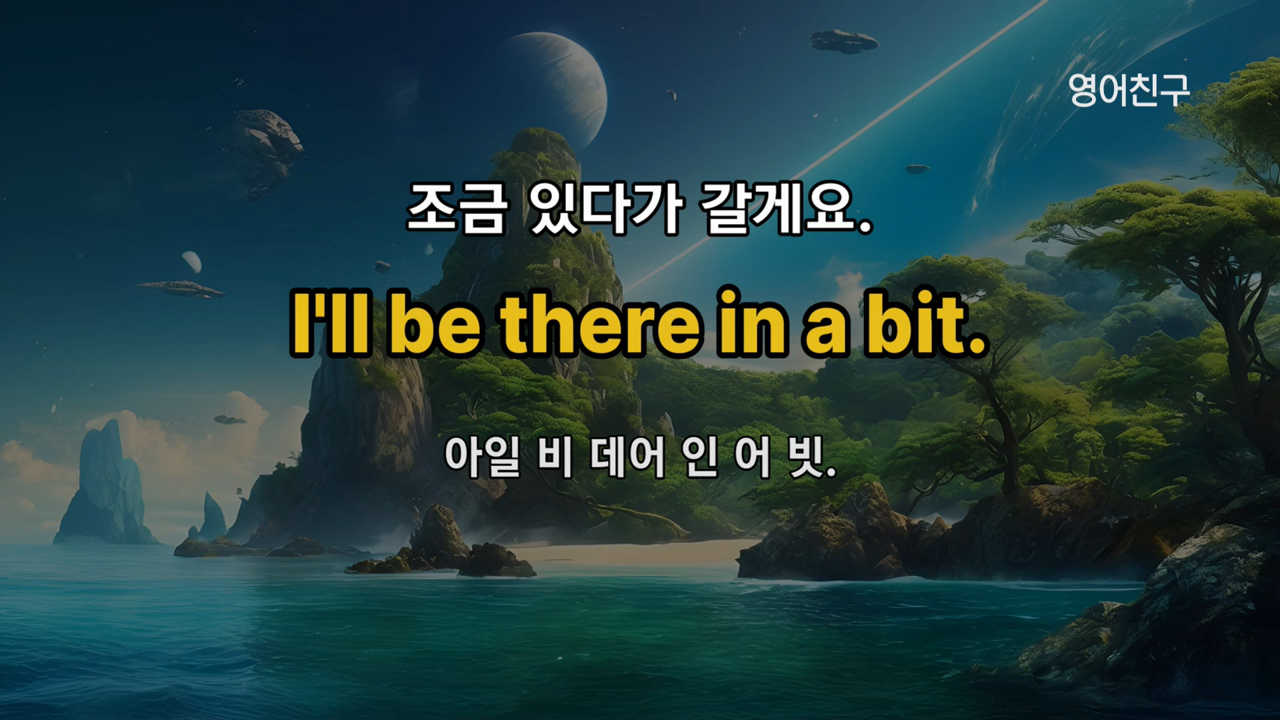 영어친구
조금 있다가 갈게요.
I'll be there in a bit.
아일 비 데어 인 어 빗.